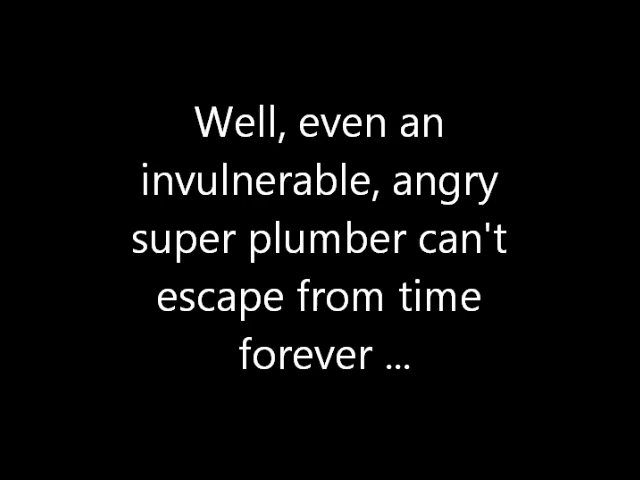 Well, even an
invulnerable, angry
super plumber can't
escape from time
forever ...